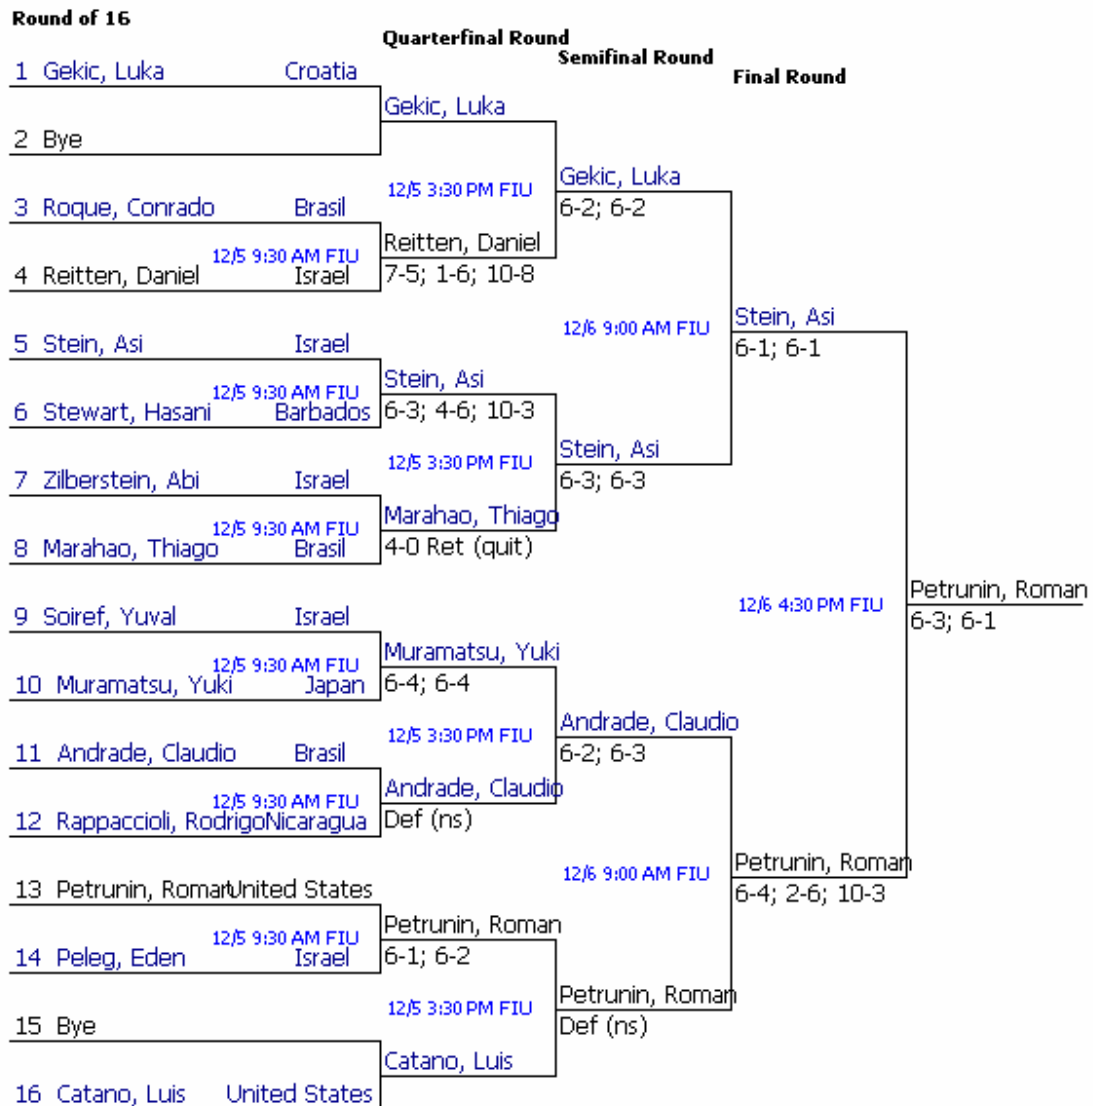 Round of 16
Quarterfinal Round
Semifinal Round
Final Round
1 Gekic, Luka Croatia
Gekic, Luka
2 Bye
12/5 3:30 PM FIU
Gekic, Luka
6-2; 6-2
3 Roque, Conrado Brasil
12/5 9:30 AM FIU
Reitten, Daniel
7-5; 1-6; 10-8
4 Reitten, Daniel Israel
12/6 9:00 AM FIU
Stein, Asi
6-1; 6-1
5 Stein, Asi Israel
12/5 9:30 AM FIU
Stein, Asi
6-3; 4-6; 10-3
6 Stewart, Hasani Barbados
12/5 3:30 PM FIU
Stein, Asi
6-3; 6-3
7 Zilberstein, Abi Israel
12/5 9:30 AM FIU
Marahao, Thiago
4-0 Ret (quit)
8 Marahao, Thiago Brasil
12/6 4:30 PM FIU
Petrunin, Roman
6-3; 6-1
9 Soiref, Yuval Israel
12/5 9:30 AM FIU
Muramatsu, Yuki
6-4; 6-4
10 Muramatsu, Yuki Japan
12/5 3:30 PM FIU
Andrade, Claudio
6-2; 6-3
11 Andrade, Claudio Brasil
12/5 9:30 AM FIU
Andrade, Claudio
Def (ns)
12 Rappaccioli, Rodrigo Nicaragua
12/6 9:00 AM FIU
Petrunin, Roman
6-4; 2-6; 10-3
13 Petrunin, Roman United States
12/5 9:30 AM FIU
Petrunin, Roman
6-1; 6-2
14 Peleg, Eden Israel
12/5 3:30 PM FIU
Petrunin, Roman
Def (ns)
15 Bye
Catano, Luis
16 Catano, Luis United States